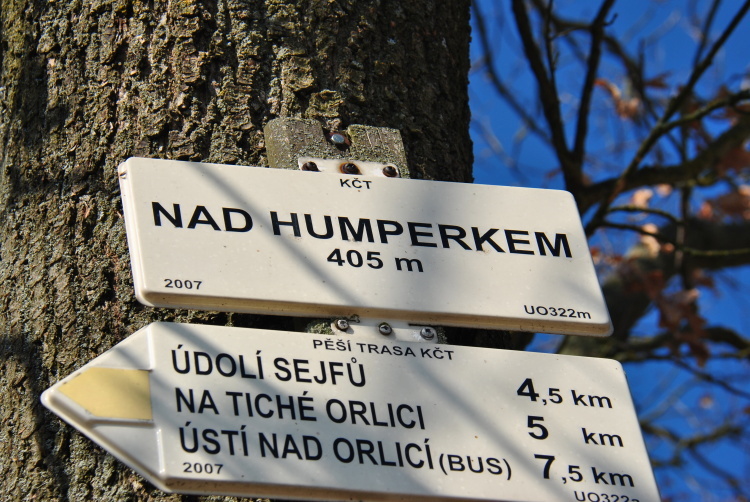 KČT
NAD HUMPERKEM
405 m
2007 UO322m
PĚŠÍ TRASA KČT
ÚDOLÍ SEJFŮ 4,5 km
NA TICHÉ ORLICI 5 km
ÚSTÍ NAD ORLICÍ (BUS) 7,5 km
2007